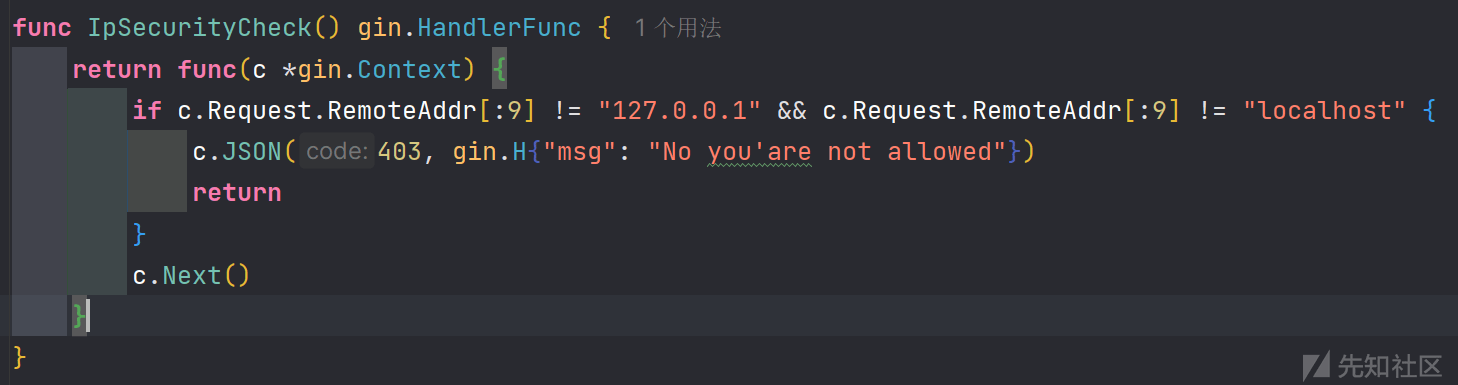 func IpSecurityCheck() gin.HandlerFunc { 1 个用法
return func(c *gin.Context) {
if c.Request.RemoteAddr[:9] != "127.0.0.1" && c.Request.RemoteAddr[:9] != "localhost" {
c.JSON( code: 403, gin.H{"msg": "No you'are not allowed"})
return
}
c.Next()
}
}
先知社区